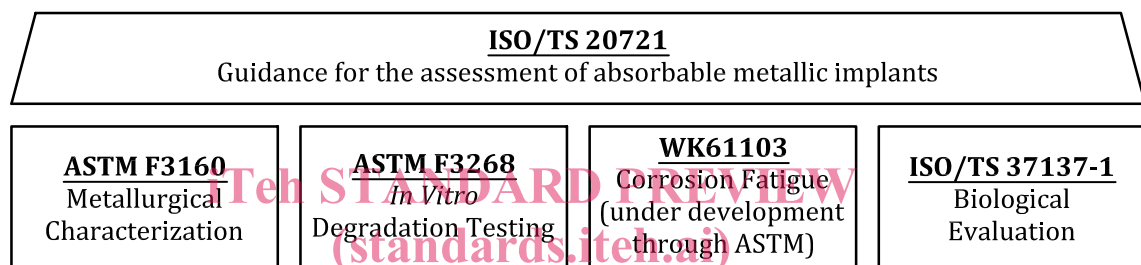 ISO/TS 20721
Guidance for the assessment of absorbable metallic implants
ASTM F3160
Metallurgical
Characterization
ASTM F3268
In Vitro
Degradation Testing
WK61103
Corrosion Fatigue
(under development
through ASTM)
ISO/TS 37137-1
Biological
Evaluation
iTeh STANDARD PREVIEW
(standards.iteh.ai)